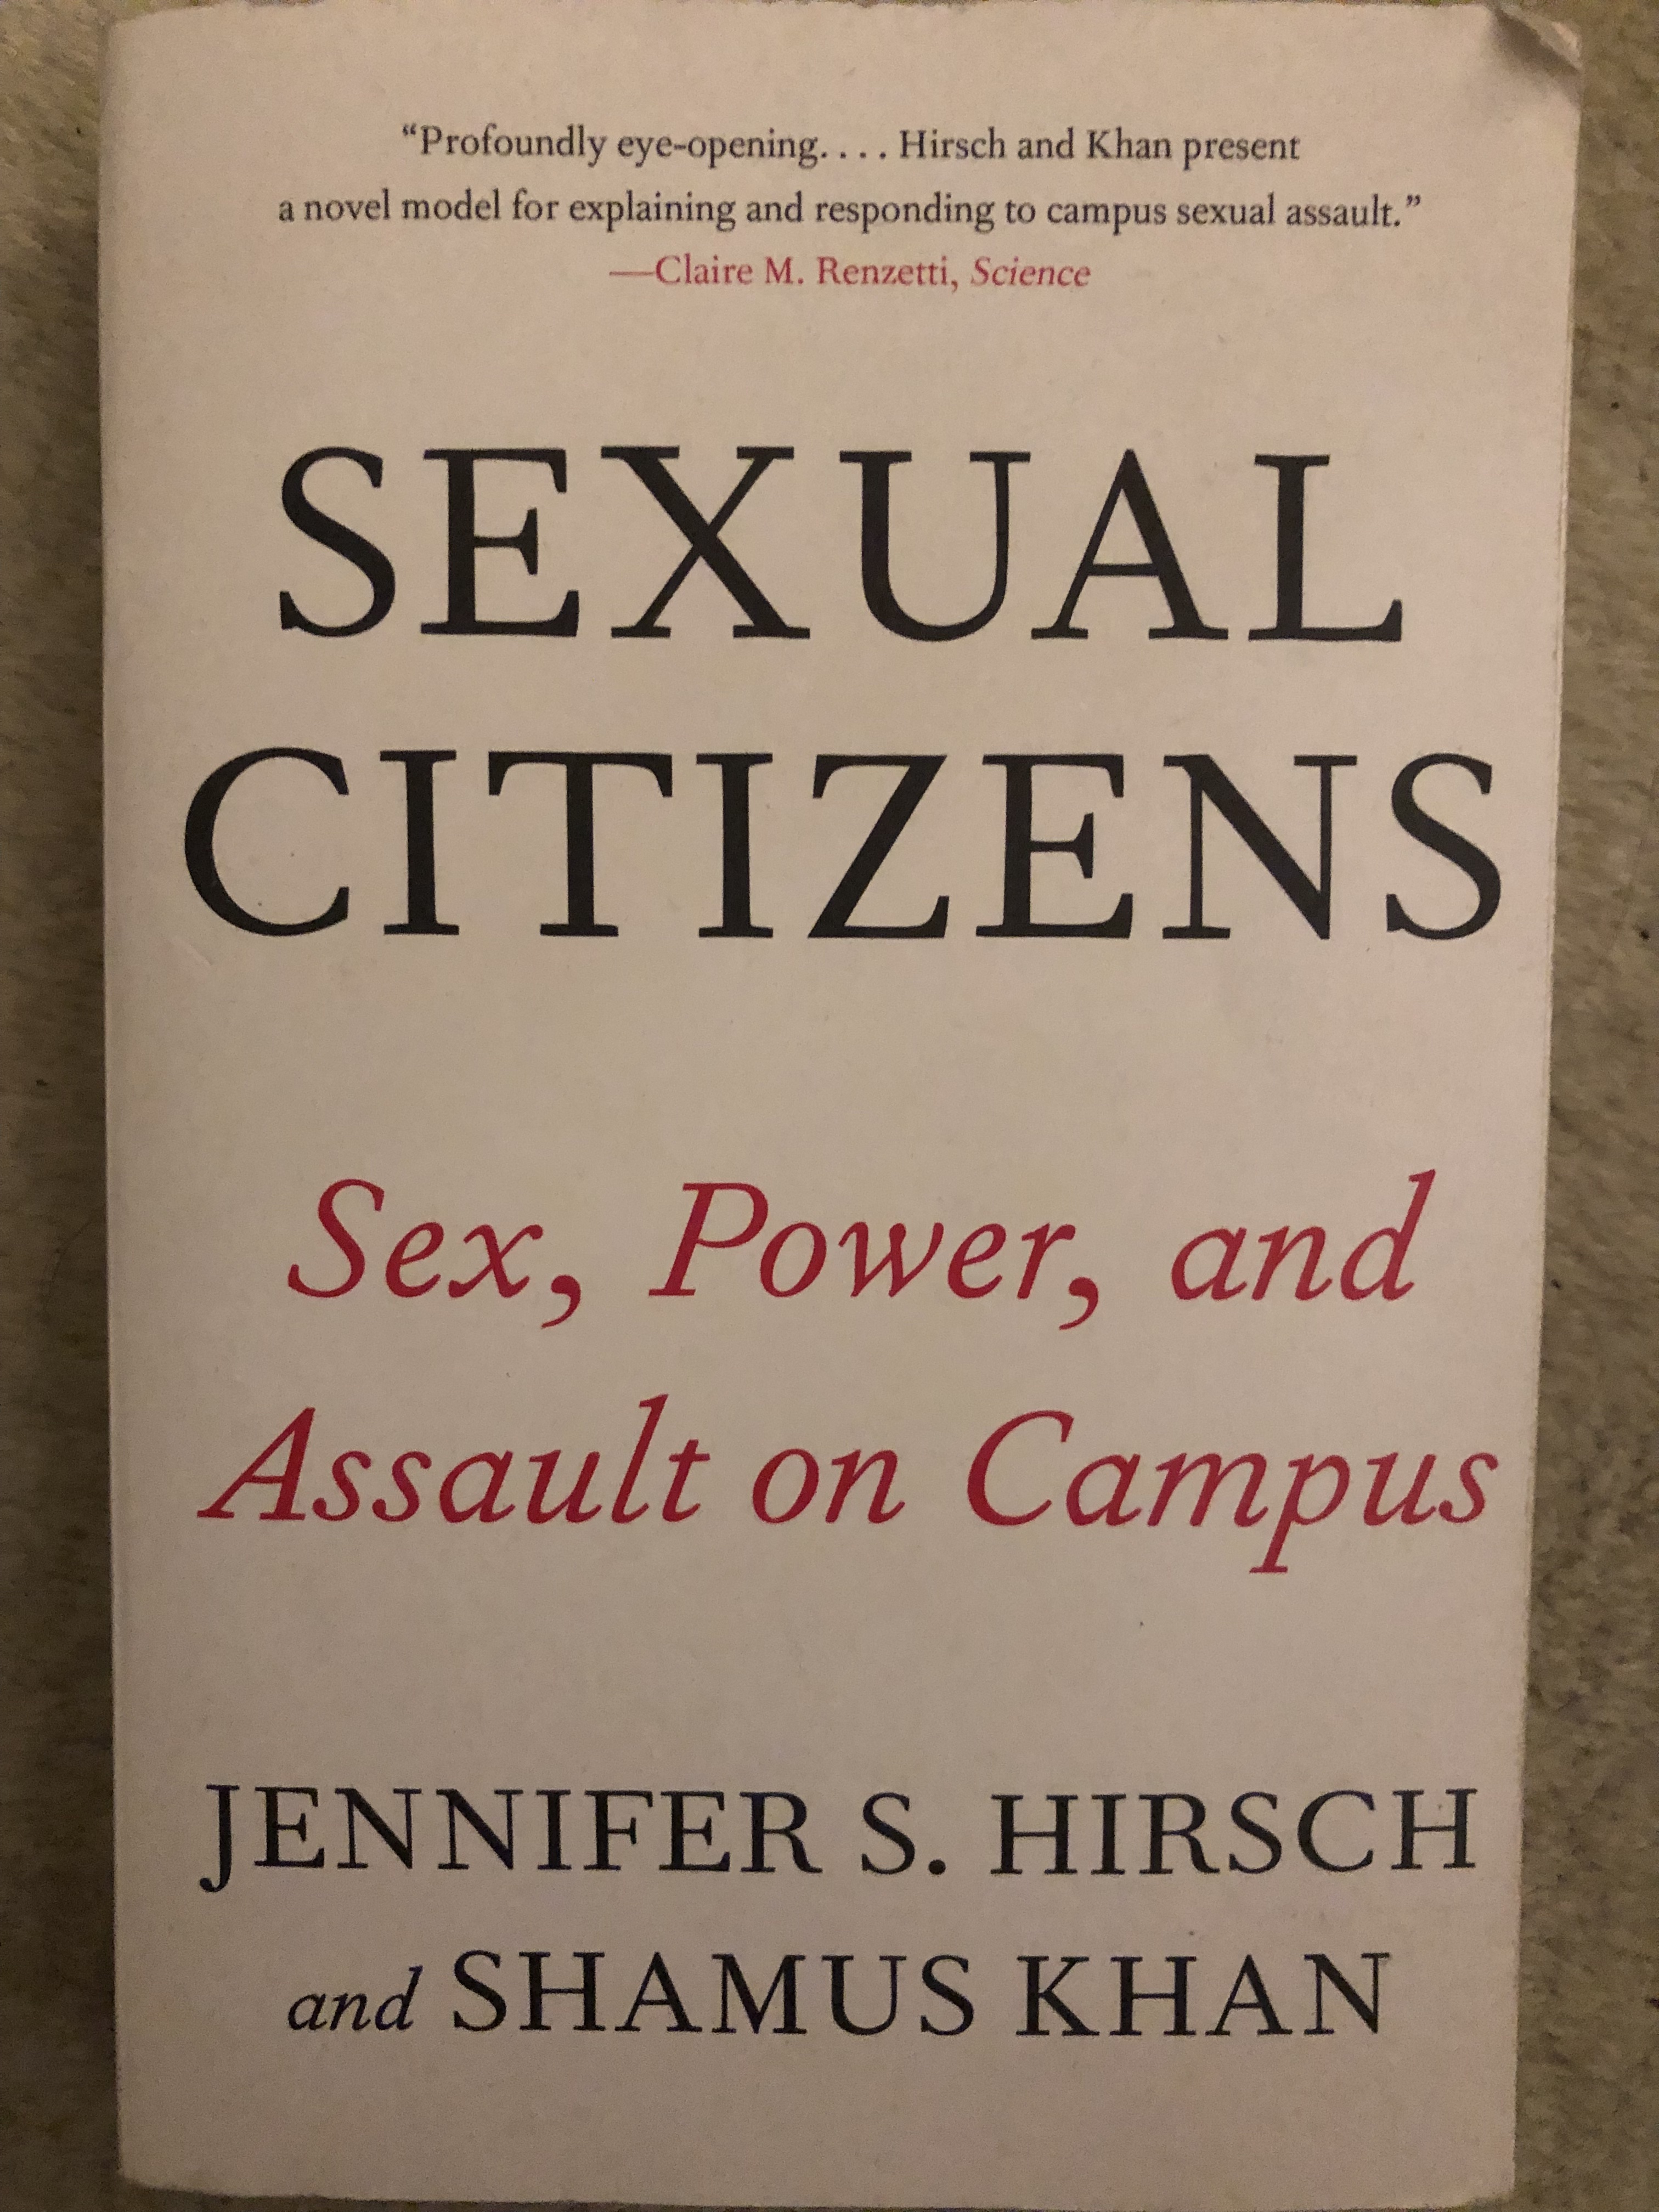 “Profoundly eye-opening. . . . Hirsch and Khan present
a novel model for explaining and responding to campus sexual assault.”
—Claire M. Renzetti, Science
SEXUAL
CITIZENS
Sex, Power, and
Assault on Campus
JENNIFER S. HIRSCH
and SHAMUS KHAN